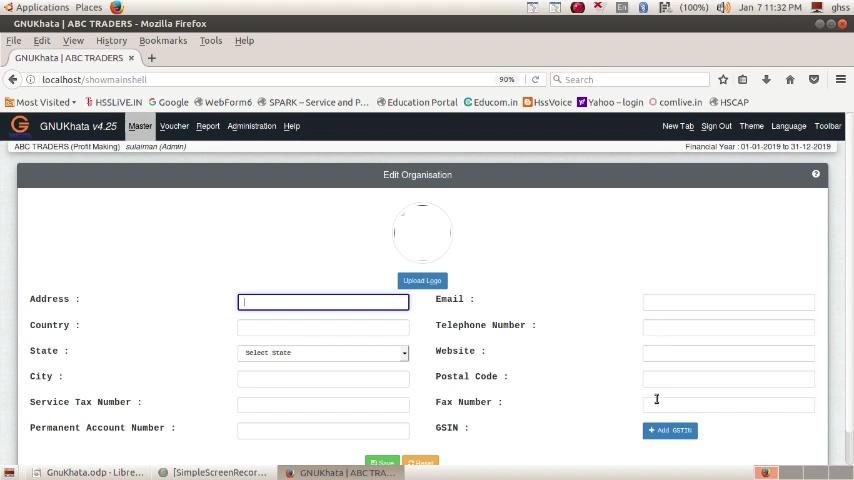 Applications Places (100%) En Jan 7 11:32 PM ghss
GNUKhata | ABC TRADERS - Mozilla Firefox
File Edit View History Bookmarks Tools Help
GNUKhata | ABC TRADERS × +
localhost/showmainshell 90% Search
Most Visited HSSLiVE.IN Google WebForm6 SPARK – Service and P... Education Portal Educom.in HssVoice Yahoo – login comlive.in HSCAP
GNUKhata v4.25 Master Voucher Report Administration Help New Tab Sign Out Theme Language Toolbar
ABC TRADERS (Profit Making) sulaiman (Admin) Financial Year : 01-01-2019 to 31-12-2019
Edit Organisation ?
Upload Logo
Address : Email :
Country : Telephone Number :
State : Select State Website :
City : Postal Code :
Service Tax Number : Fax Number :
Permanent Account Number : GSIN : + Add GSTIN
Save Reset
GnuKhata.odp - Libre... [SimpleScreenRecor... GNUKhata | ABC TRA...